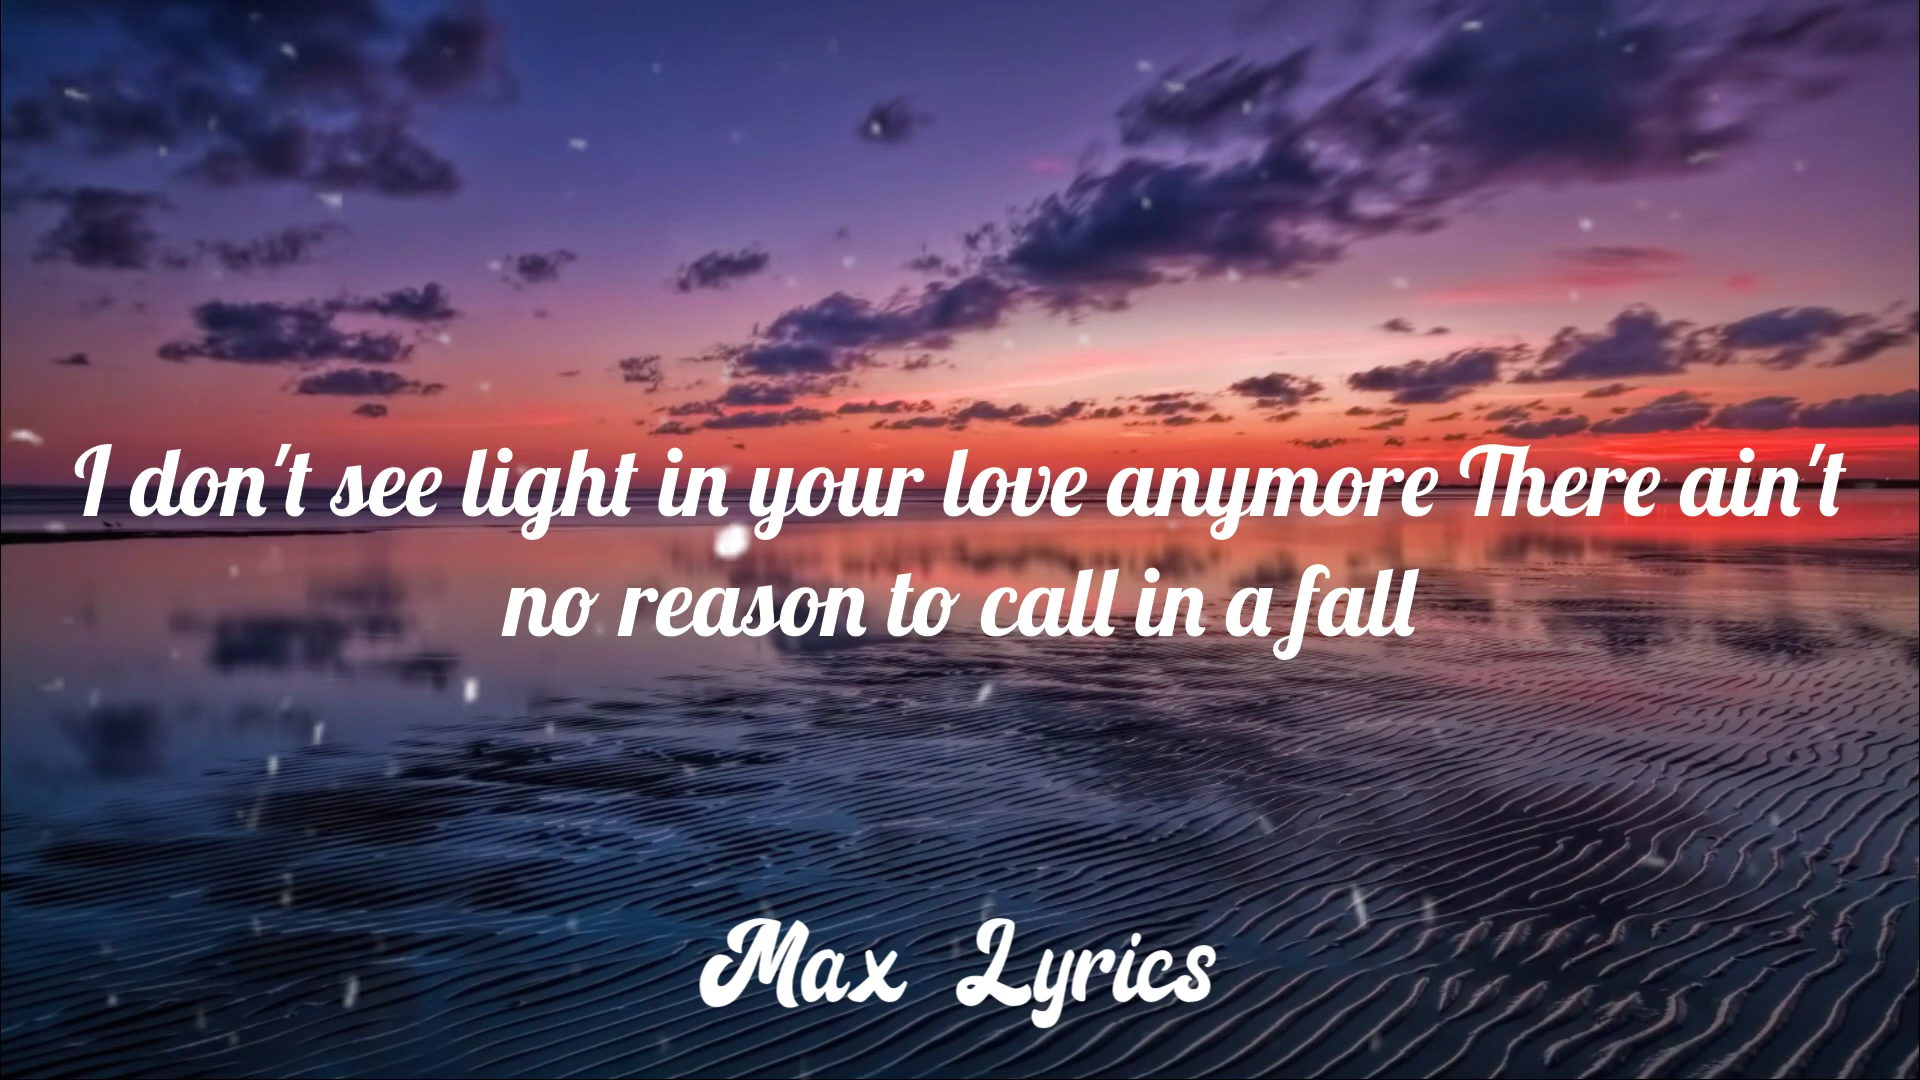 I don't see light in your love anymore There ain't
no reason to call in a fall
Max Lyrics